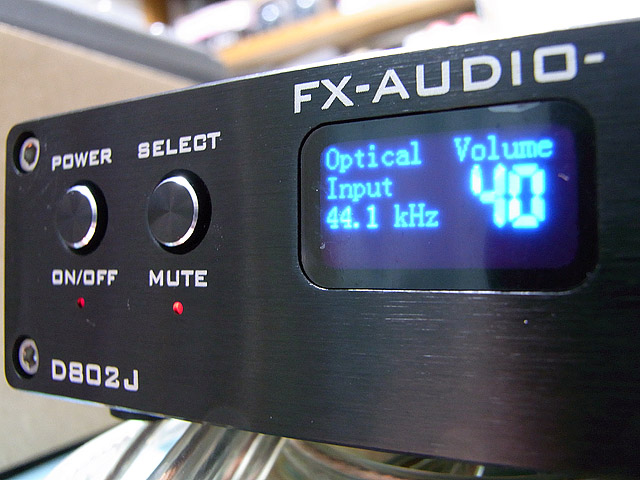 FX-AUDIO-
POWER
SELECT
ON/OFF
MUTE
D802J
Optical
Input
44.1 kHz
Volume
40